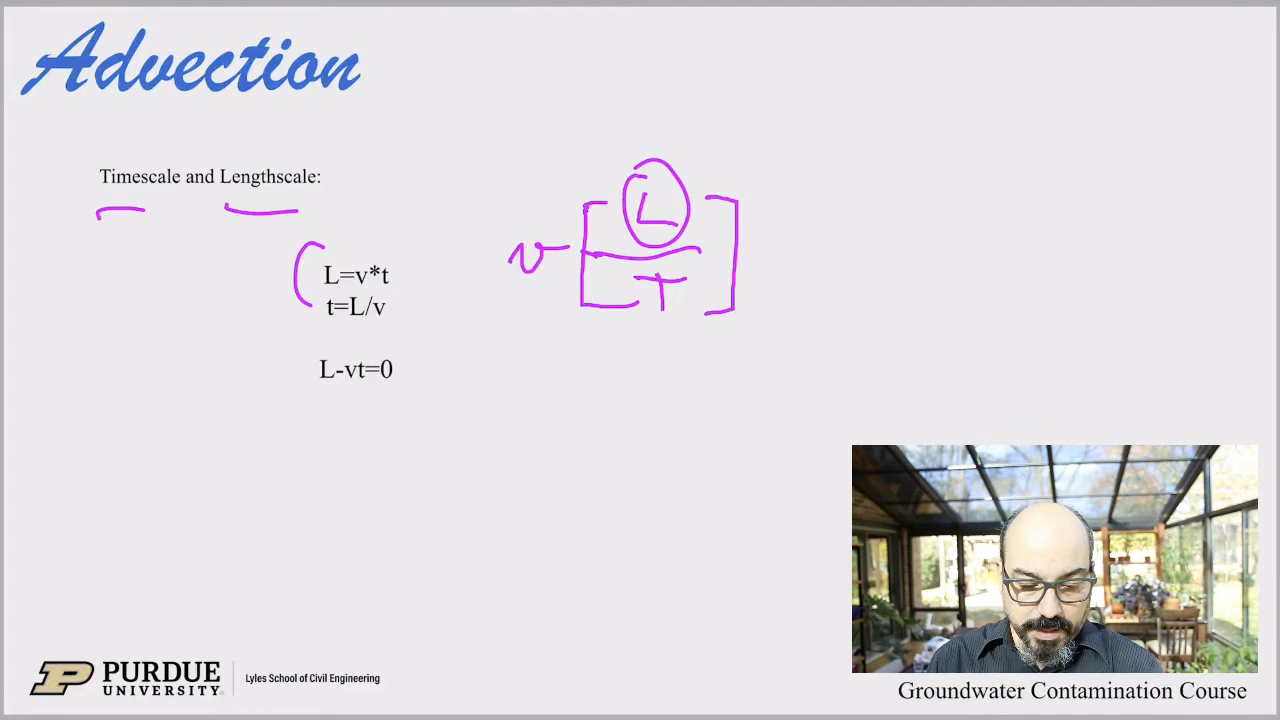 Advection
Timescale and Lengthscale:
L=v*t
t=L/v
L-vt=0
v [L/T]
PURDUE
UNIVERSITY
Lyles School of Civil Engineering
Groundwater Contamination Course